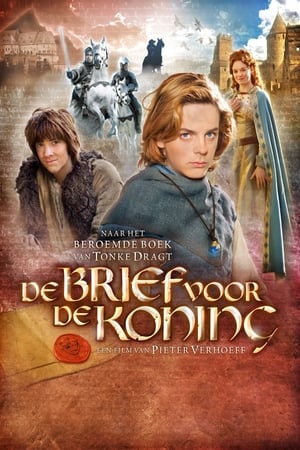 NAAR HET
BEROEMDE BOEK
VAN TONKE DRAGT
DE BRIEF VOOR
DE KONING
EEN FILM VAN PIETER VERHOEFF